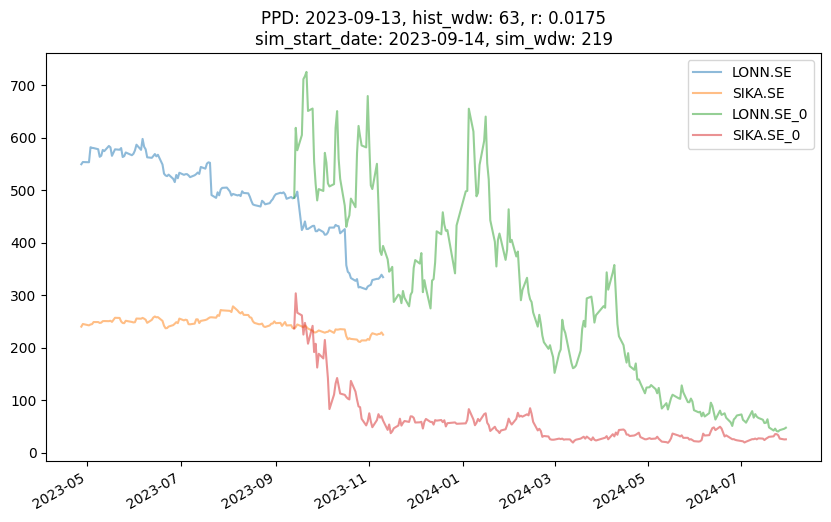 PPD: 2023-09-13, hist_wdw: 63, r: 0.0175
sim_start_date: 2023-09-14, sim_wdw: 219
LONN.SE
SIKA.SE
LONN.SE_0
SIKA.SE_0
700
600
500
400
300
200
100
0
2023-05
2023-07
2023-09
2023-11
2024-01
2024-03
2024-05
2024-07